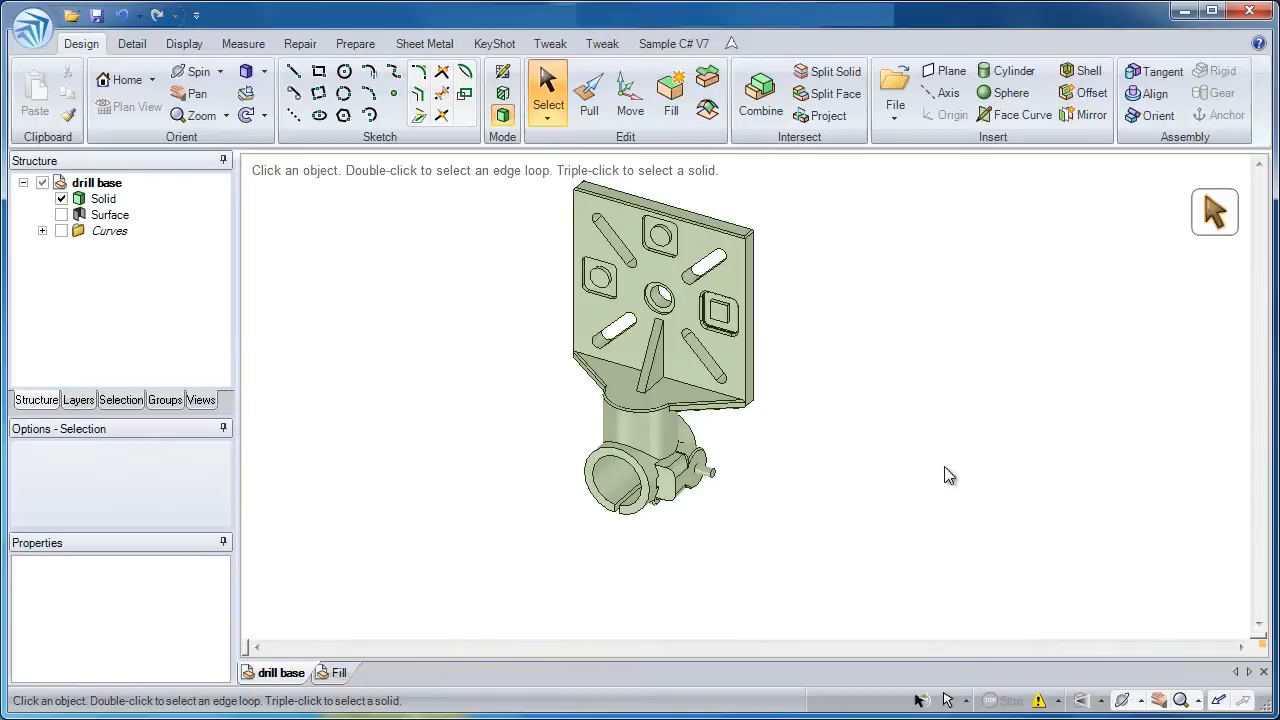 Design Detail Display Measure Repair Prepare Sheet Metal KeyShot Tweak Tweak Sample C# V7
Paste
Clipboard
Home
Plan View
Spin
Pan
Zoom
Orient
Sketch
Mode
Select
Pull
Move
Fill
Edit
Combine
Split Solid
Split Face
Project
Intersect
File
Plane
Axis
Origin
Cylinder
Sphere
Face Curve
Shell
Offset
Mirror
Insert
Tangent
Align
Orient
Rigid
Gear
Anchor
Assembly
Structure
drill base
Solid
Surface
Curves
Structure Layers Selection Groups Views
Options - Selection
Properties
Click an object. Double-click to select an edge loop. Triple-click to select a solid.
drill base Fill
Click an object. Double-click to select an edge loop. Triple-click to select a solid.